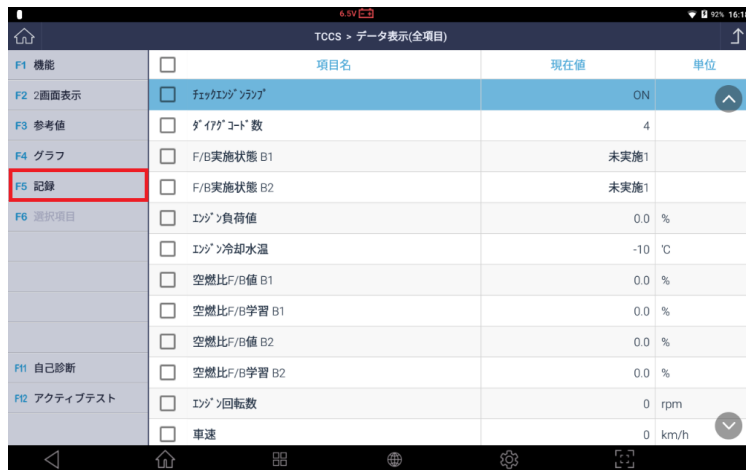 6.5V
92% 16:18
TCCS > データ表示(全項目)
F1 機能
項目名 現在値 単位
F2 2画面表示
ﾁｪｯｸｴﾝｼﾞﾝﾗﾝﾌﾟ ON
F3 参考値
ﾀﾞｲｱｸﾞｺｰﾄﾞ数 4
F4 グラフ
F/B実施状態 B1 未実施1
F5 記録
F/B実施状態 B2 未実施1
F6 選択項目
ｴﾝｼﾞﾝ負荷値 0.0 %
ｴﾝｼﾞﾝ冷却水温 -10 ℃
空燃比F/B値 B1 0.0 %
空燃比F/B学習 B1 0.0 %
空燃比F/B値 B2 0.0 %
F11 自己診断
空燃比F/B学習 B2 0.0 %
F12 アクティブテスト
ｴﾝｼﾞﾝ回転数 0 rpm
車速 0 km/h